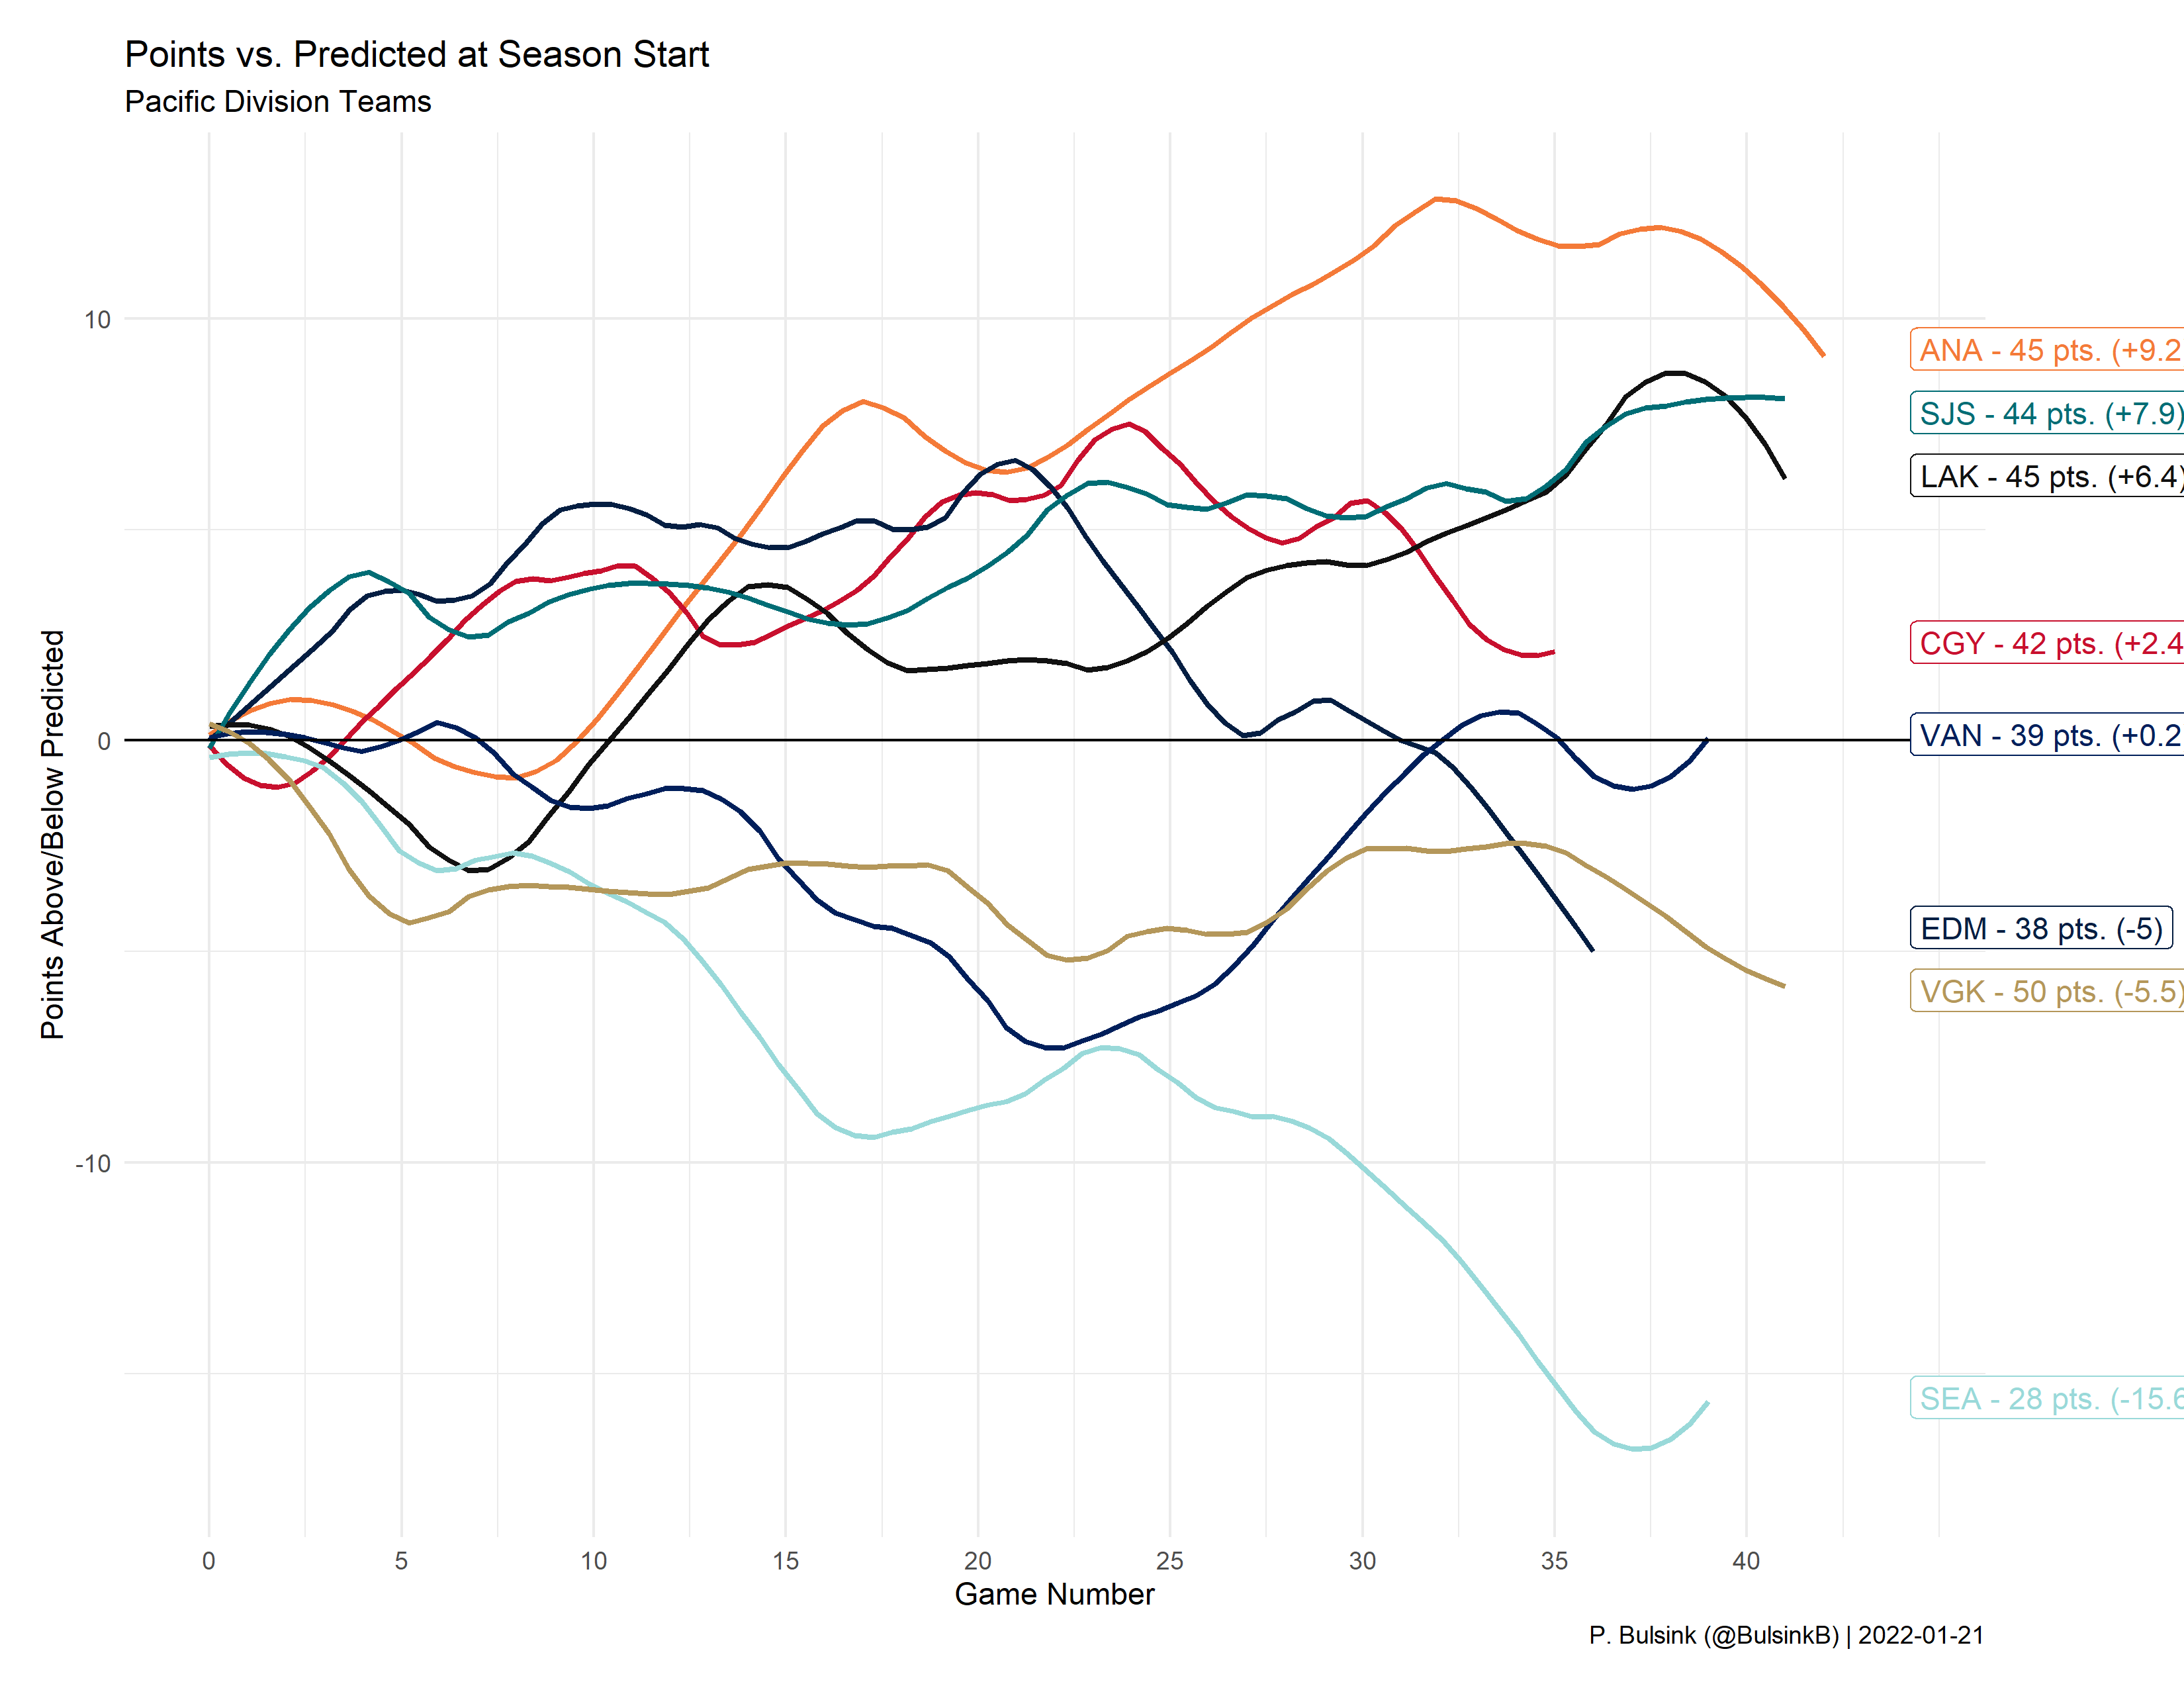 Points vs. Predicted at Season Start
Pacific Division Teams
Points Above/Below Predicted
10
0
-10
ANA - 45 pts. (+9.2
SJS - 44 pts. (+7.9)
LAK - 45 pts. (+6.4)
CGY - 42 pts. (+2.4
VAN - 39 pts. (+0.2
EDM - 38 pts. (-5)
VGK - 50 pts. (-5.5)
SEA - 28 pts. (-15.6
0 5 10 15 20 25 30 35 40
Game Number
P. Bulsink (@BulsinkB) | 2022-01-21